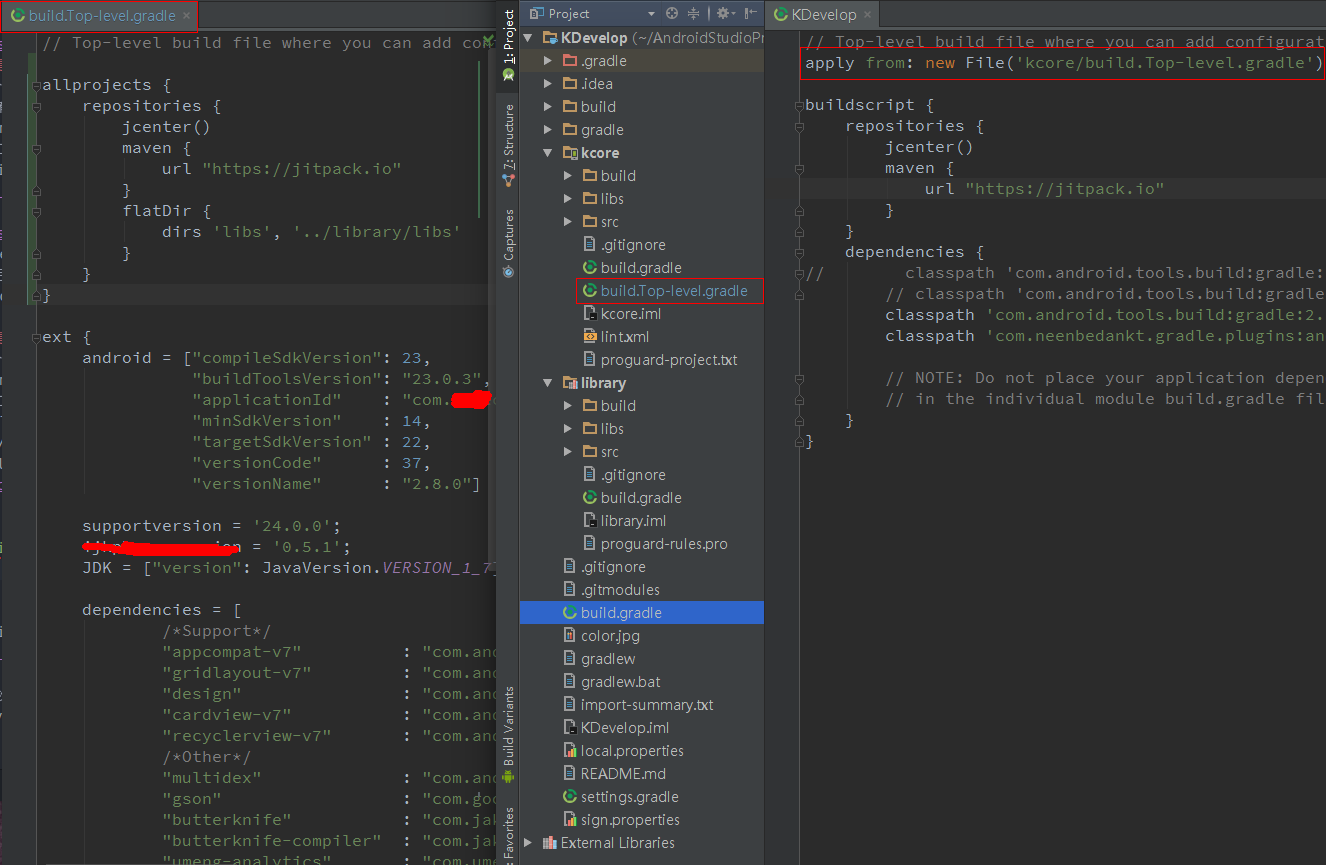 build.Top-level.gradle
// Top-level build file where you can add
allprojects {
repositories {
jcenter()
maven {
url "https://jitpack.io"
}
flatDir {
dirs 'libs', '../library/libs'
}
}
}
ext {
android = ["compileSdkVersion": 23,
"buildToolsVersion": "23.0.3",
"applicationId" : "com.
"minSdkVersion" : 14,
"targetSdkVersion" : 22,
"versionCode" : 37,
"versionName" : "2.8.0"]
supportversion = '24.0.0';
= '0.5.1';
JDK = ["version": JavaVersion.VERSION_1_7]
dependencies = [
/*Support*/
"appcompat-v7" : "com.and
"gridlayout-v7" : "com.and
"design" : "com.and
"cardview-v7" : "com.and
"recyclerview-v7" : "com.and
/*Other*/
"multidex" : "com.and
"gson" : "com.goo
"butterknife" : "com.jak
"butterknife-compiler" : "com.jak
"umeng-analytics" : "com.ume
1: Project
7: Structure
Captures
Build Variants
Favorites
Project
KDevelop (~/AndroidStudioPr
.gradle
.idea
build
gradle
kcore
build
libs
src
.gitignore
build.gradle
build.Top-level.gradle
kcore.iml
lint.xml
proguard-project.txt
library
build
libs
src
.gitignore
build.gradle
library.iml
proguard-rules.pro
.gitignore
.gitmodules
build.gradle
color.jpg
gradlew
gradlew.bat
import-summary.txt
KDevelop.iml
local.properties
README.md
settings.gradle
sign.properties
External Libraries
KDevelop
// Top-level build file where you can add configurat
apply from: new File('kcore/build.Top-level.gradle')
buildscript {
repositories {
jcenter()
maven {
url "https://jitpack.io"
}
}
dependencies {
// classpath 'com.android.tools.build:gradle:
// classpath 'com.android.tools.build:gradle
classpath 'com.android.tools.build:gradle:2.
classpath 'com.neenbedankt.gradle.plugins:an
// NOTE: Do not place your application depen
// in the individual module build.gradle fil
}
}